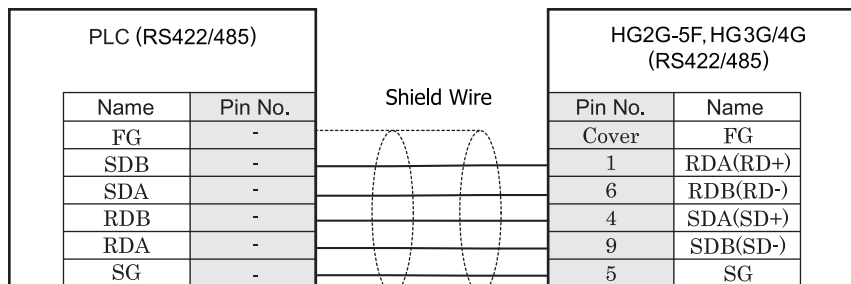 PLC (RS422/485)
HG2G-5F, HG3G/4G
(RS422/485)
Shield Wire
Name Pin No. Pin No. Name
FG - Cover FG
SDB - 1 RDA(RD+)
SDA - 6 RDB(RD-)
RDB - 4 SDA(SD+)
RDA - 9 SDB(SD-)
SG - 5 SG